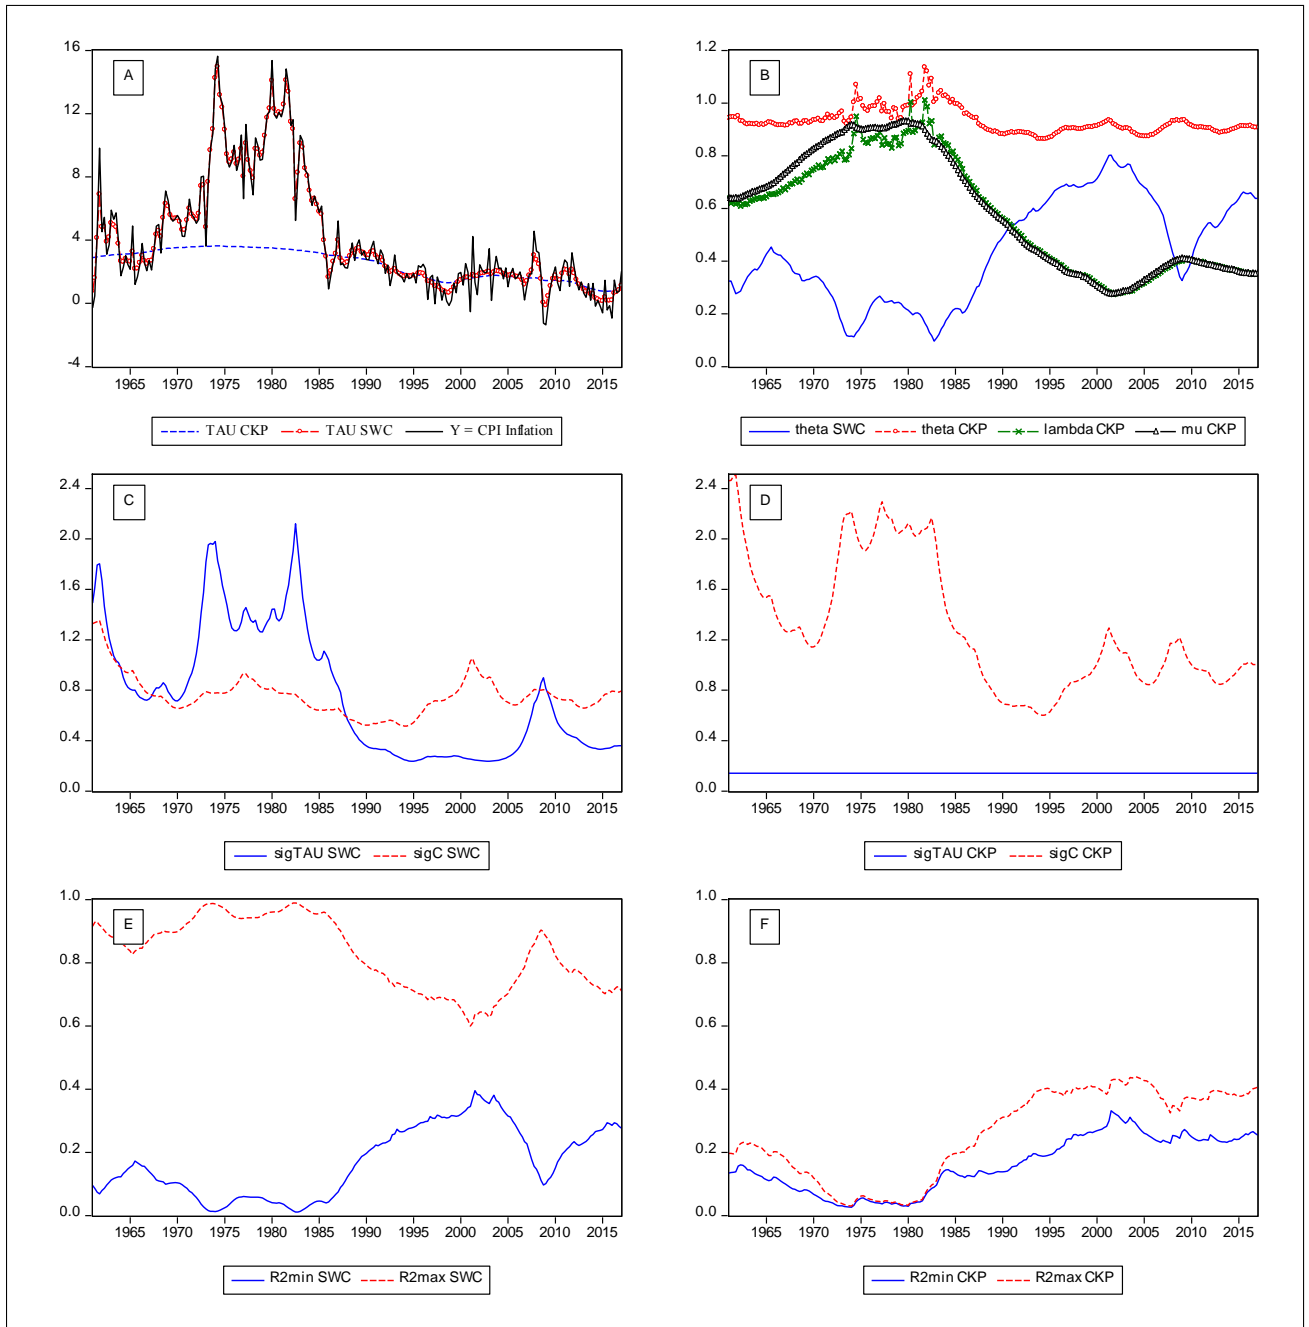 A
16
12
8
4
0
-4
1965 1970 1975 1980 1985 1990 1995 2000 2005 2010 2015
TAU CKP TAU SWC Y = CPI Inflation
B
1.2
1.0
0.8
0.6
0.4
0.2
0.0
1965 1970 1975 1980 1985 1990 1995 2000 2005 2010 2015
theta SWC theta CKP lambda CKP mu CKP
C
2.4
2.0
1.6
1.2
0.8
0.4
0.0
1965 1970 1975 1980 1985 1990 1995 2000 2005 2010 2015
sigTAU SWC sigC SWC
D
2.4
2.0
1.6
1.2
0.8
0.4
0.0
1965 1970 1975 1980 1985 1990 1995 2000 2005 2010 2015
sigTAU CKP sigC CKP
E
1.0
0.8
0.6
0.4
0.2
0.0
1965 1970 1975 1980 1985 1990 1995 2000 2005 2010 2015
R2min SWC R2max SWC
F
1.0
0.8
0.6
0.4
0.2
0.0
1965 1970 1975 1980 1985 1990 1995 2000 2005 2010 2015
R2min CKP R2max CKP